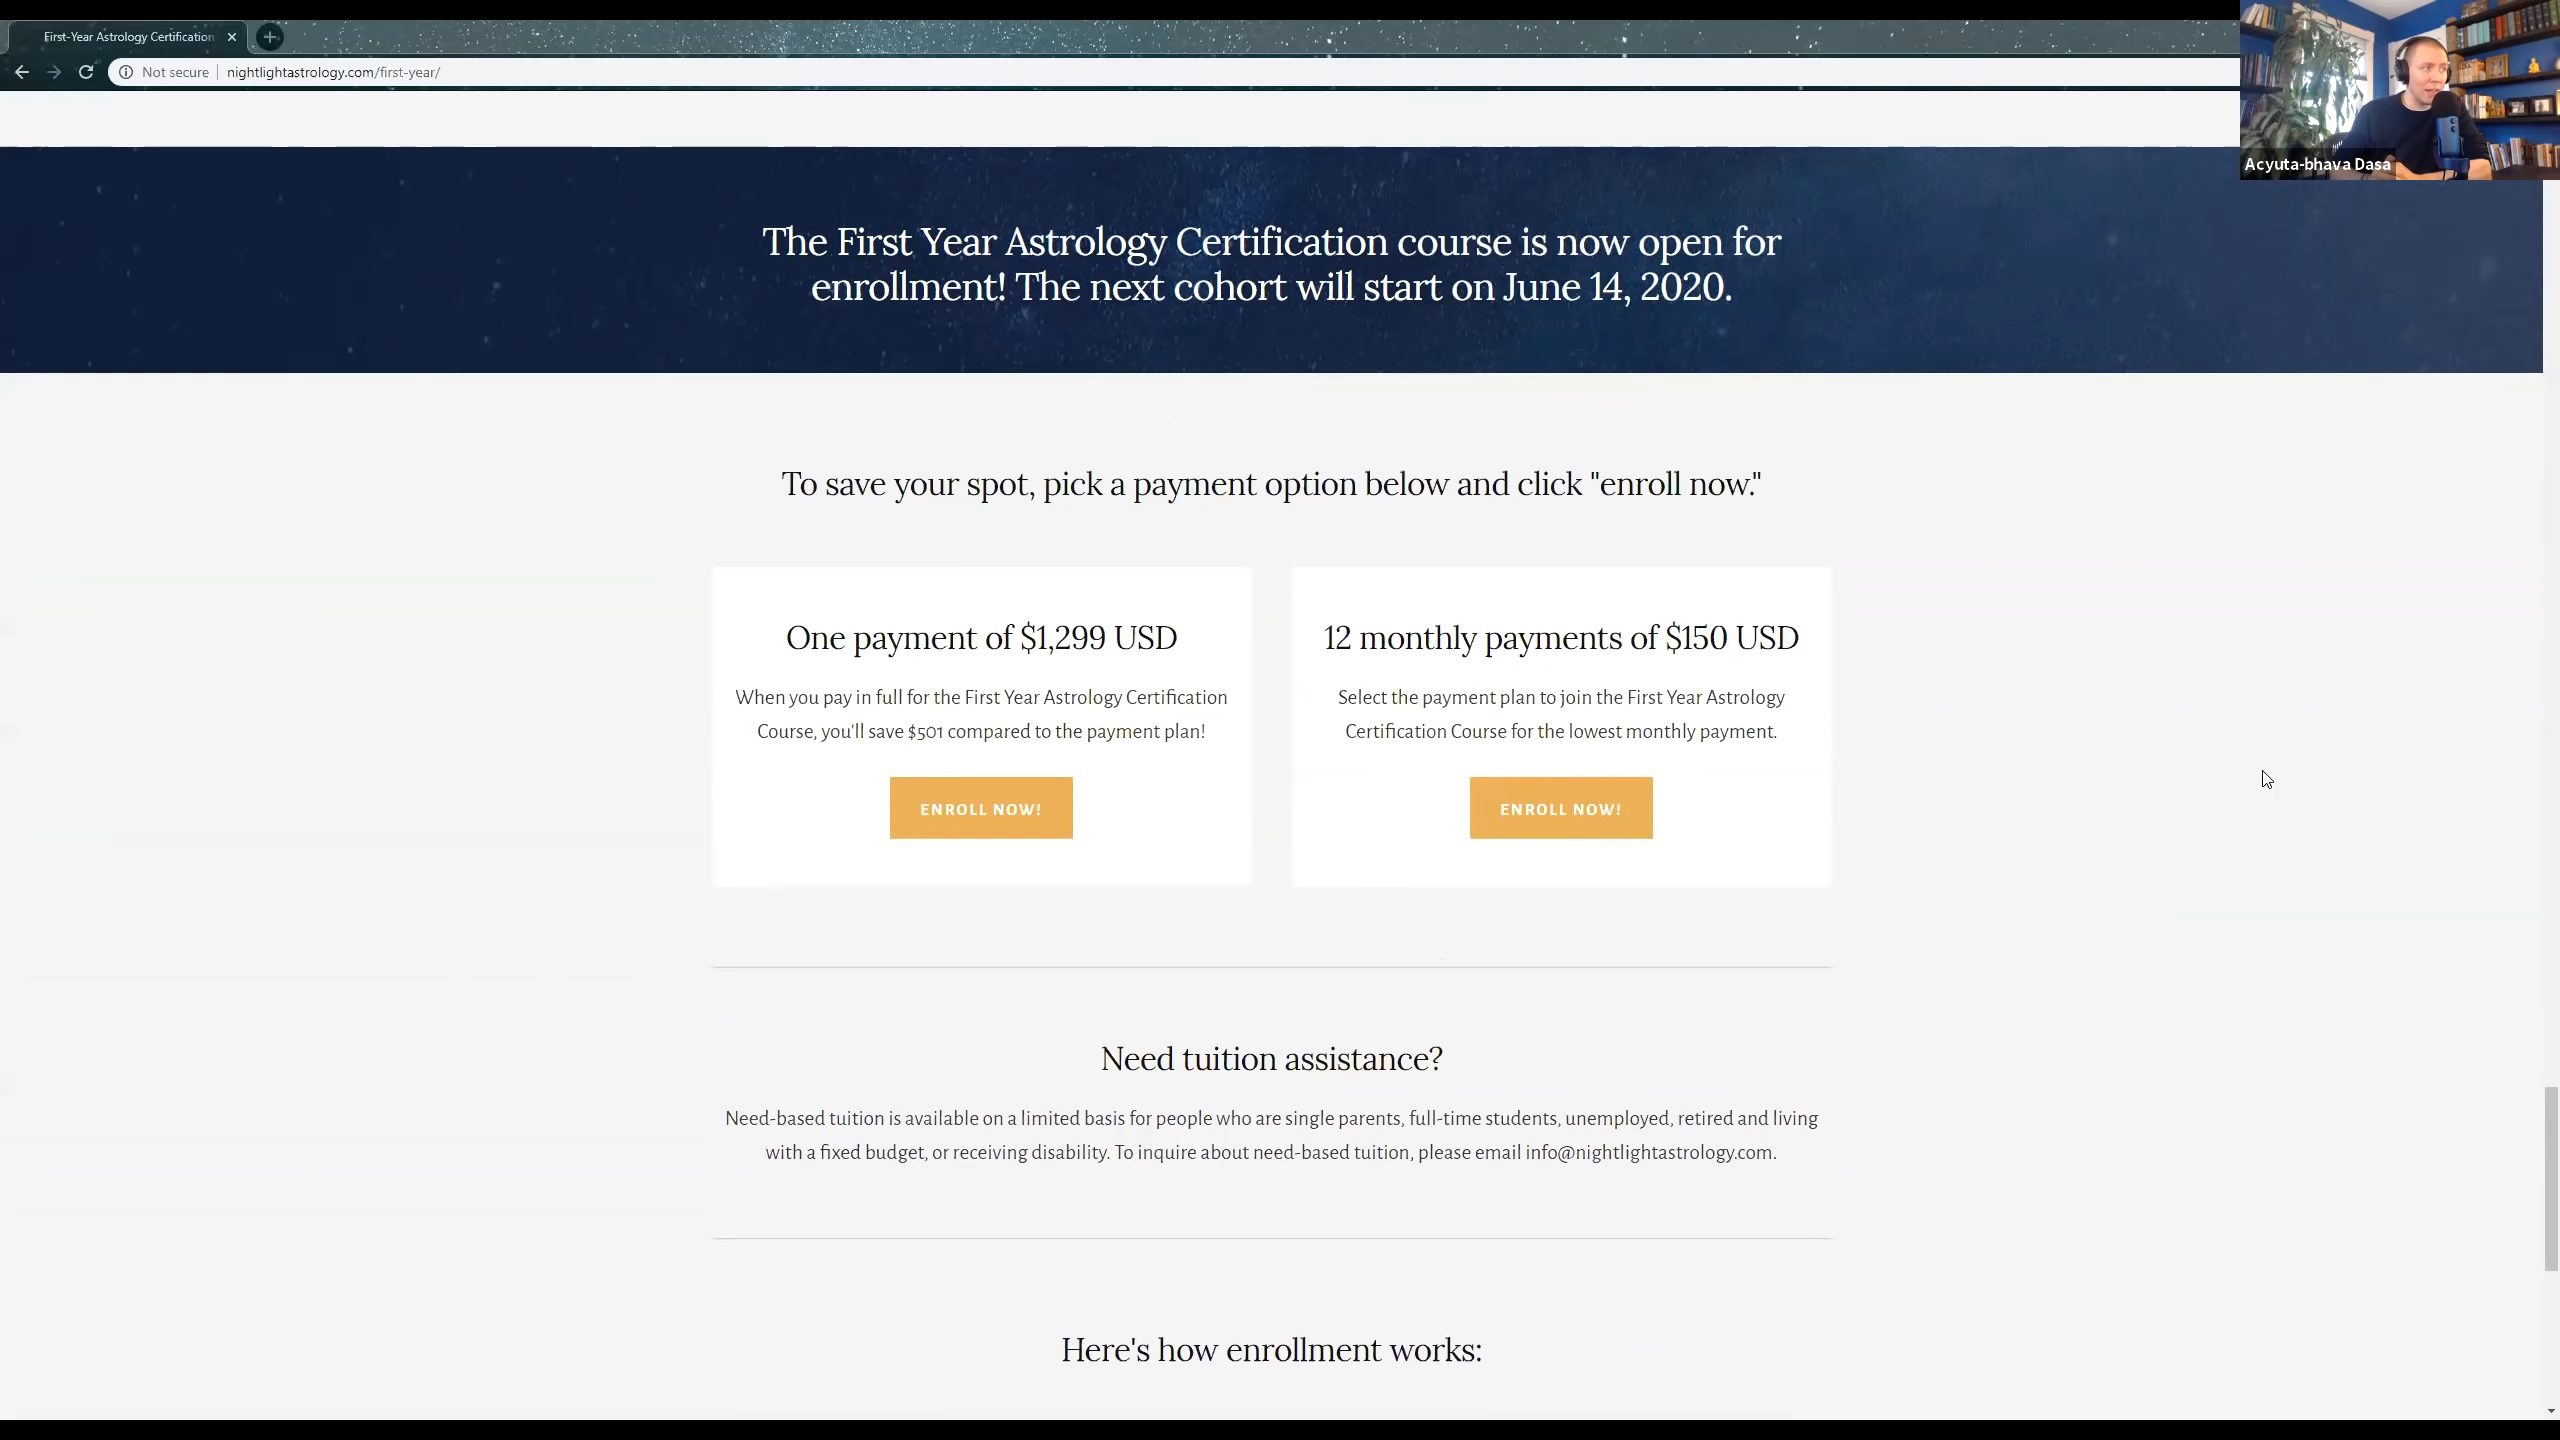 First-Year Astrology Certification
Not secure
nightlightastrology.com/first-year/
Acyuta-bhava Dasa
The First Year Astrology Certification course is now open for
enrollment! The next cohort will start on June 14, 2020.
To save your spot, pick a payment option below and click "enroll now."
One payment of $1,299 USD
When you pay in full for the First Year Astrology Certification
Course, you'll save $501 compared to the payment plan!
ENROLL NOW!
12 monthly payments of $150 USD
Select the payment plan to join the First Year Astrology
Certification Course for the lowest monthly payment.
ENROLL NOW!
Need tuition assistance?
Need-based tuition is available on a limited basis for people who are single parents, full-time students, unemployed, retired and living
with a fixed budget, or receiving disability. To inquire about need-based tuition, please email info@nightlightastrology.com.
Here's how enrollment works: